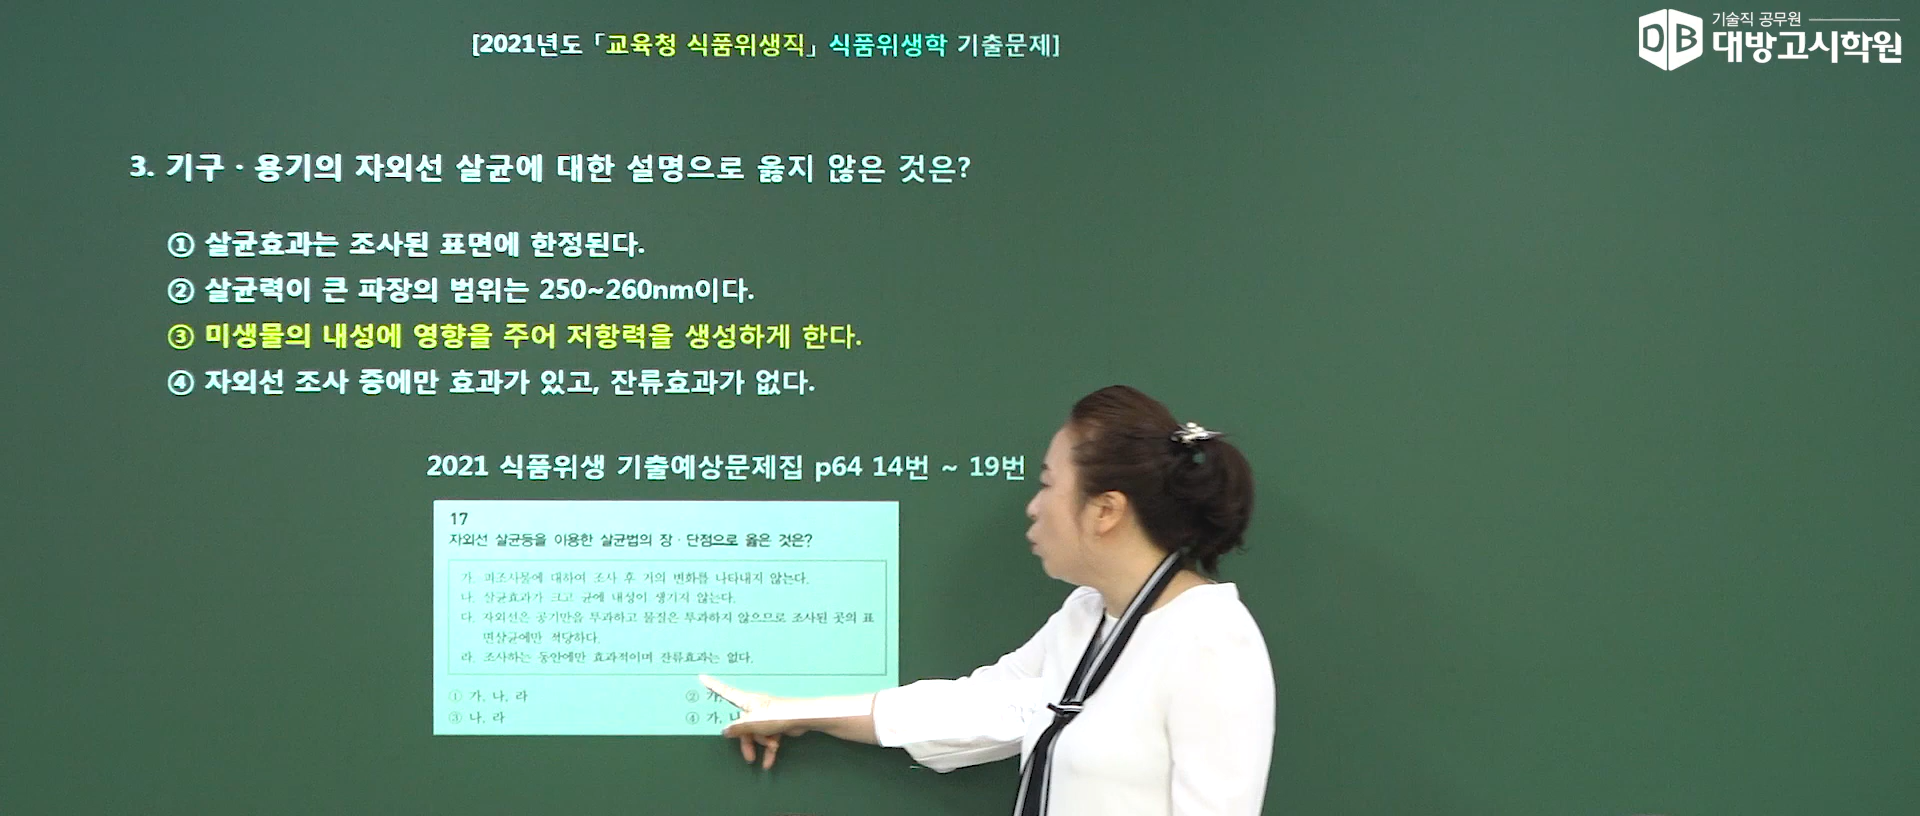 [2021년도 「교육청 식품위생직」 식품위생학 기출문제]
기술직 공무원
DB 대방고시학원
3. 기구 · 용기의 자외선 살균에 대한 설명으로 옳지 않은 것은?
① 살균효과는 조사된 표면에 한정된다.
② 살균력이 큰 파장의 범위는 250~260nm이다.
③ 미생물의 내성에 영향을 주어 저항력을 생성하게 한다.
④ 자외선 조사 중에만 효과가 있고, 잔류효과가 없다.
2021 식품위생 기출예상문제집 p64 14번 ~ 19번
17
자외선 살균등을 이용한 살균법의 장 · 단점으로 옳은 것은?
가. 피조사물에 대하여 조사 후 거의 변화를 나타내지 않는다.
나. 살균효과가 크고 균에 내성이 생기지 않는다.
다. 자외선은 공기만을 투과하고 물질은 투과하지 않으므로 조사된 곳의 표
면살균에만 적당하다.
라. 조사하는 동안에만 효과적이며 잔류효과는 없다.
① 가, 나, 라 ② 가,
③ 나, 라 ④ 가, 나